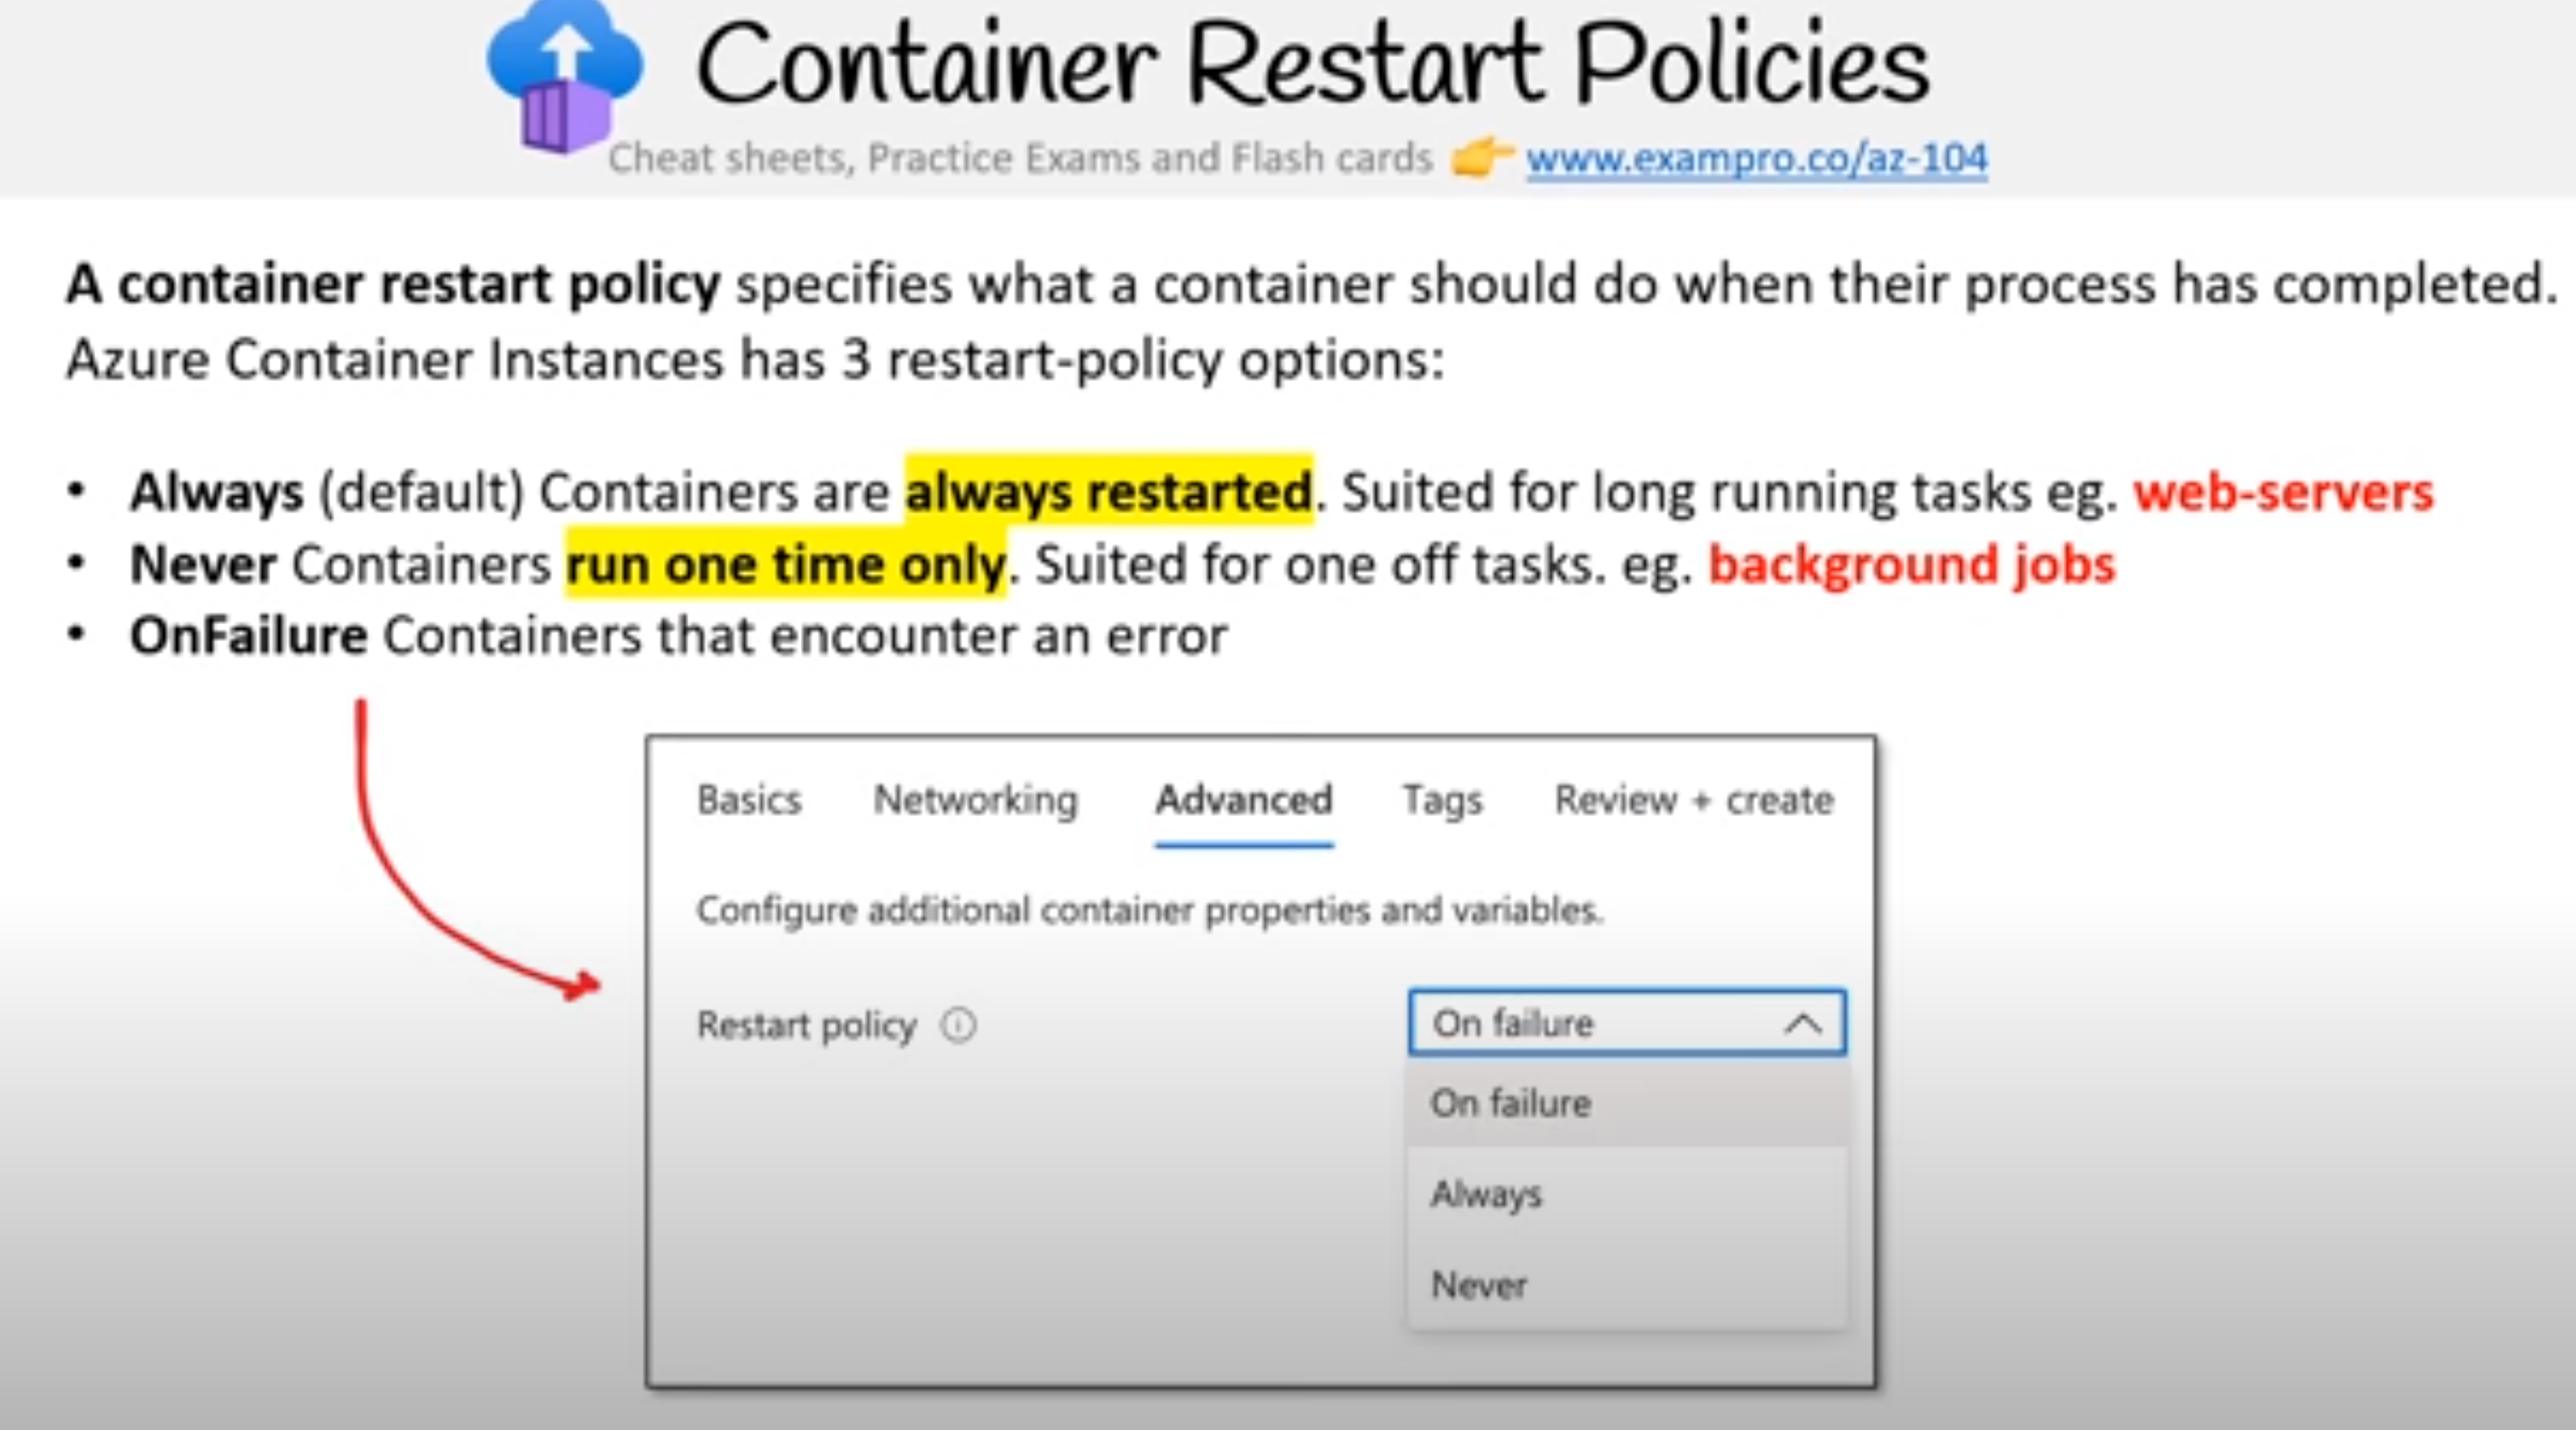 Container Restart Policies
Cheat sheets, Practice Exams and Flash cards 👉 www.exampro.co/az-104
A container restart policy specifies what a container should do when their process has completed.
Azure Container Instances has 3 restart-policy options:
• Always (default) Containers are always restarted. Suited for long running tasks eg. web-servers
• Never Containers run one time only. Suited for one off tasks. eg. background jobs
• OnFailure Containers that encounter an error
Basics Networking Advanced Tags Review + create
Configure additional container properties and variables.
Restart policy On failure
On failure
Always
Never